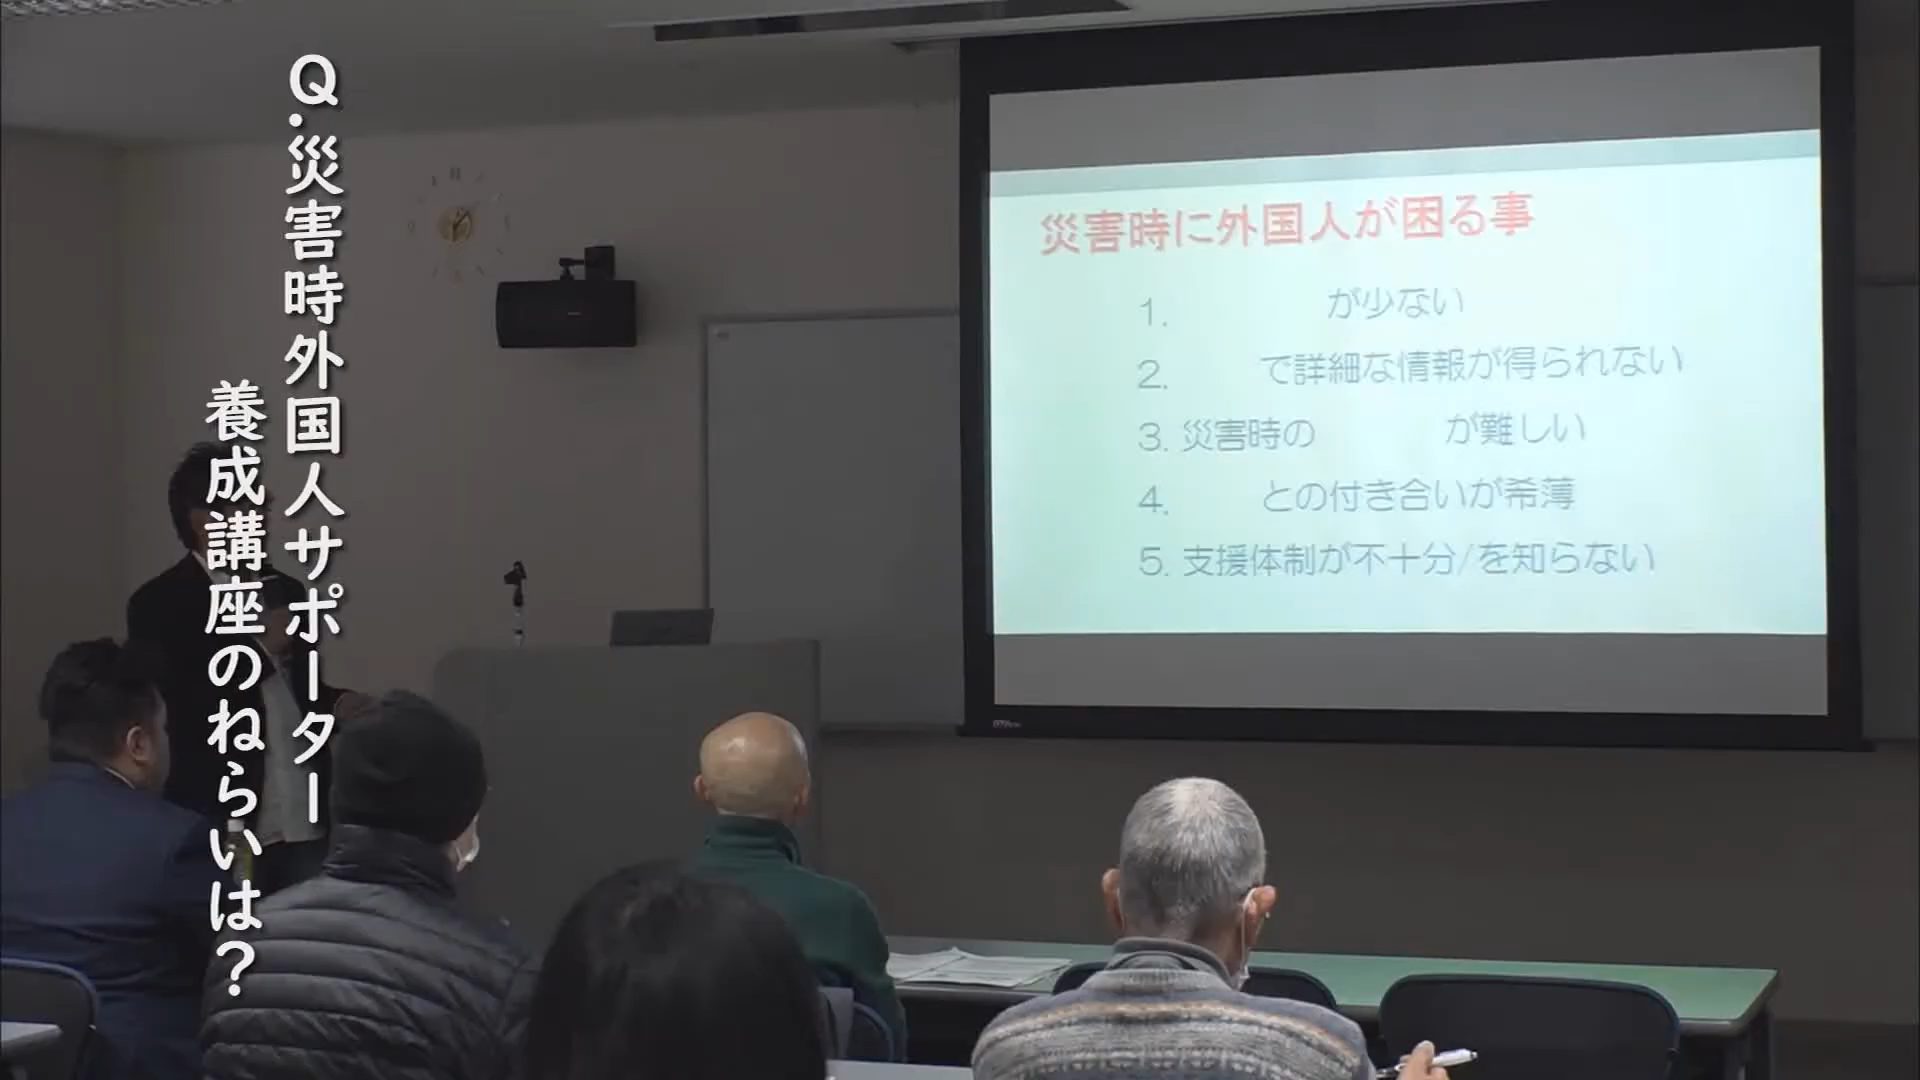 Q.災害時外国人サポーター
養成講座のねらいは?
災害時に外国人が困る事
1. が少ない
2. で詳細な情報が得られない
3. 災害時の が難しい
4. との付き合いが希薄
5. 支援体制が不十分/を知らない